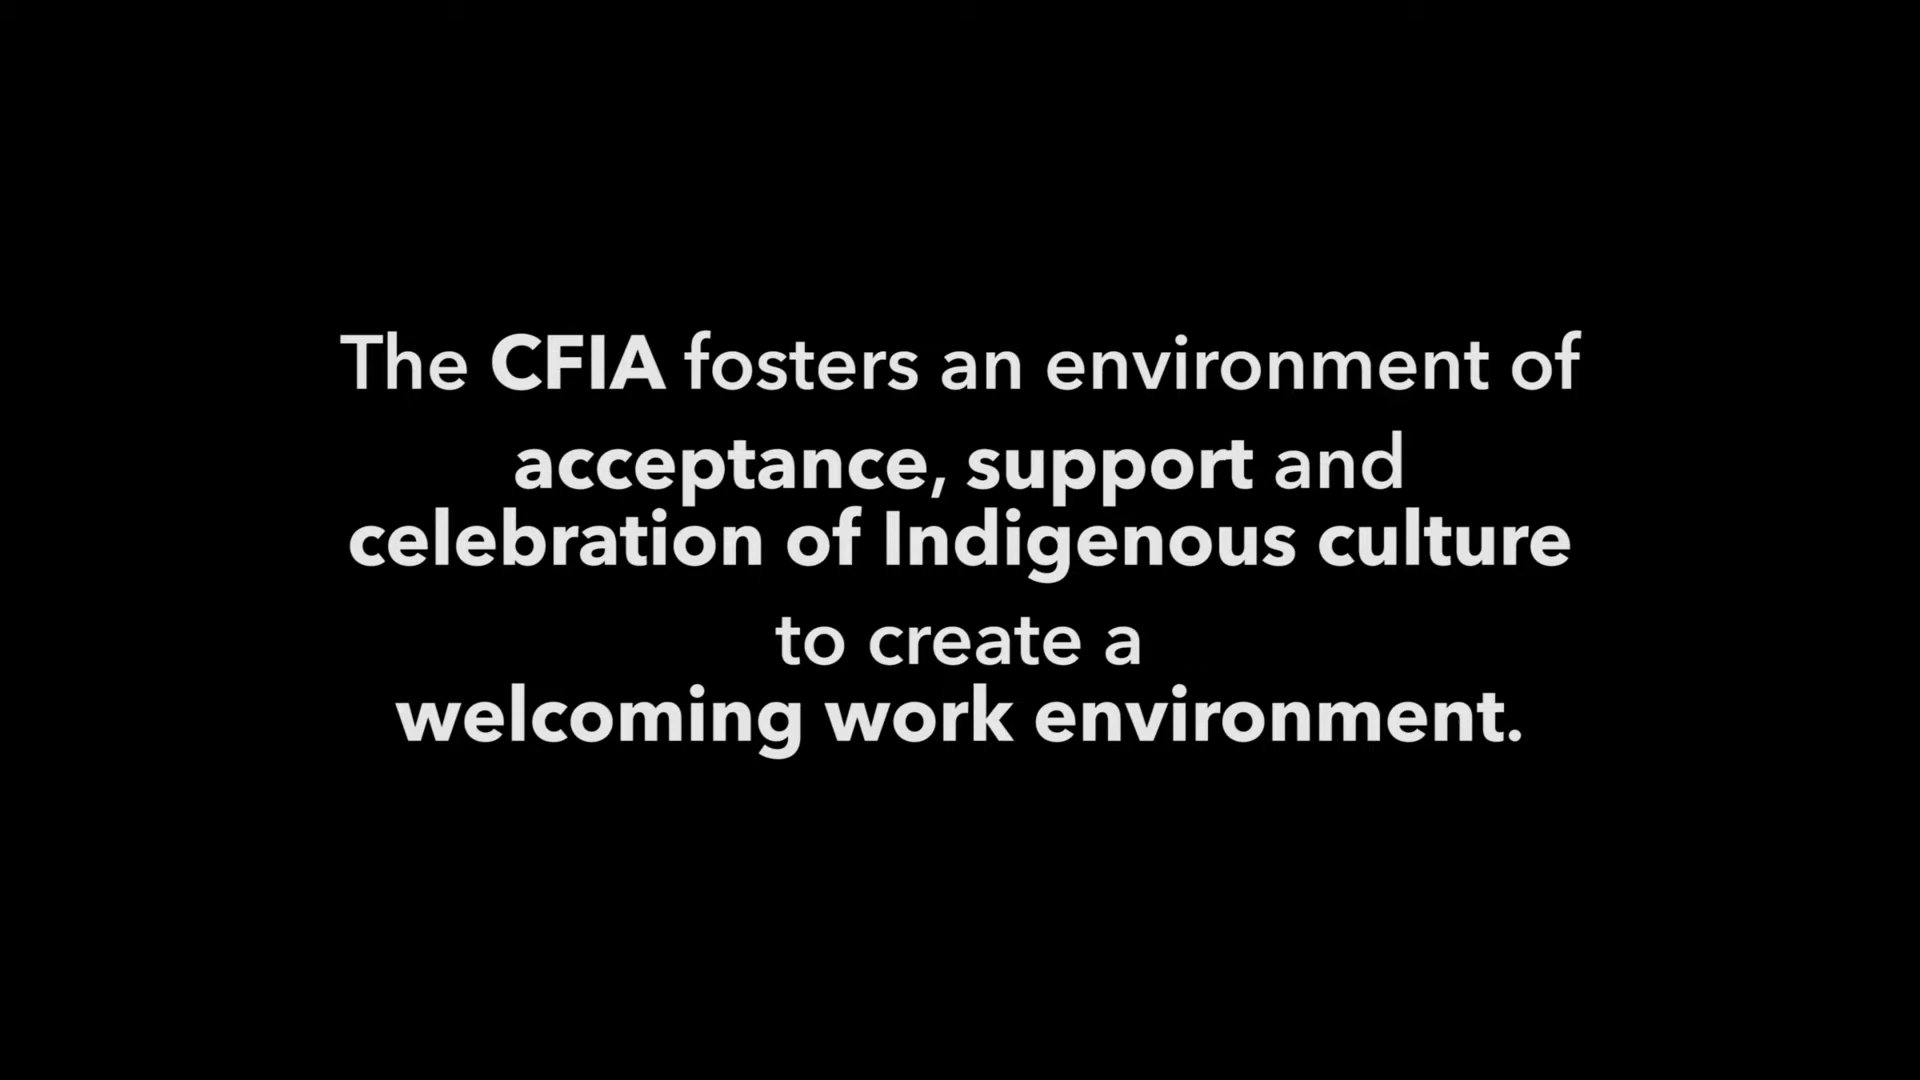 The CFIA fosters an environment of
acceptance, support and
celebration of Indigenous culture
to create a
welcoming work environment.